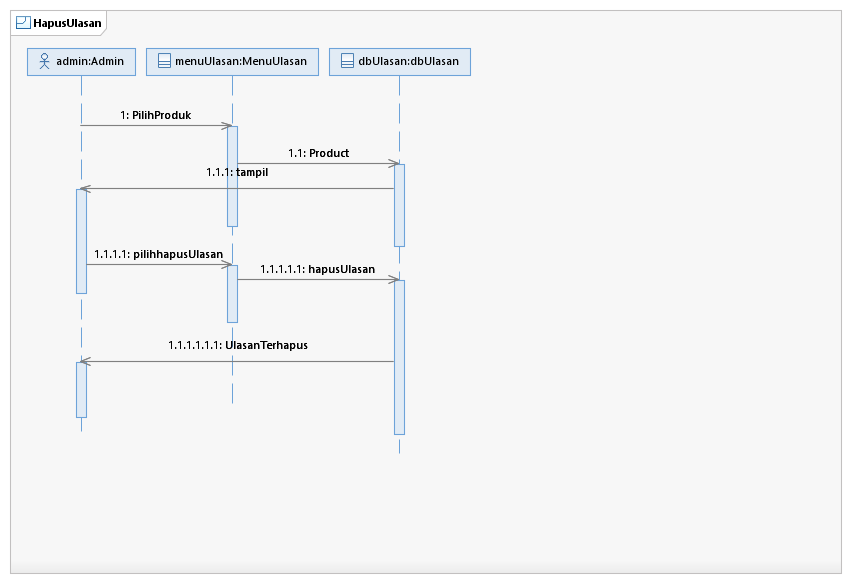 HapusUlasan
admin:Admin
menuUlasan:MenuUlasan
dbUlasan:dbUlasan
1: PilihProduk
1.1: Product
1.1.1: tampil
1.1.1.1: pilihhapusUlasan
1.1.1.1.1: hapusUlasan
1.1.1.1.1.1: UlasanTerhapus